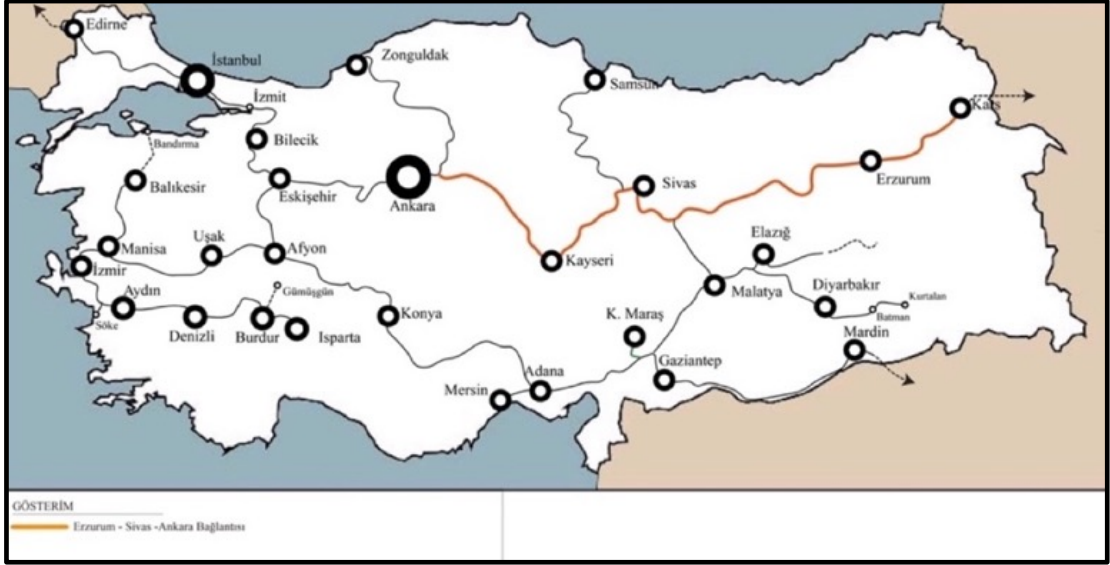 Edirne
İstanbul
Zonguldak
Samsun
İzmit
Kars
Bilecik
Bandırma
Balıkesir
Eskişehir
Ankara
Sivas
Erzurum
Manisa
Uşak
Afyon
Kayseri
Elazığ
İzmir
Aydın
Gümüşgün
Malatya
Diyarbakır
Kurtalan
Batman
Söke
Denizli
Burdur
Isparta
Konya
K. Maraş
Mardin
Gaziantep
Mersin
Adana
GÖSTERİM
Erzurum - Sivas -Ankara Bağlantısı